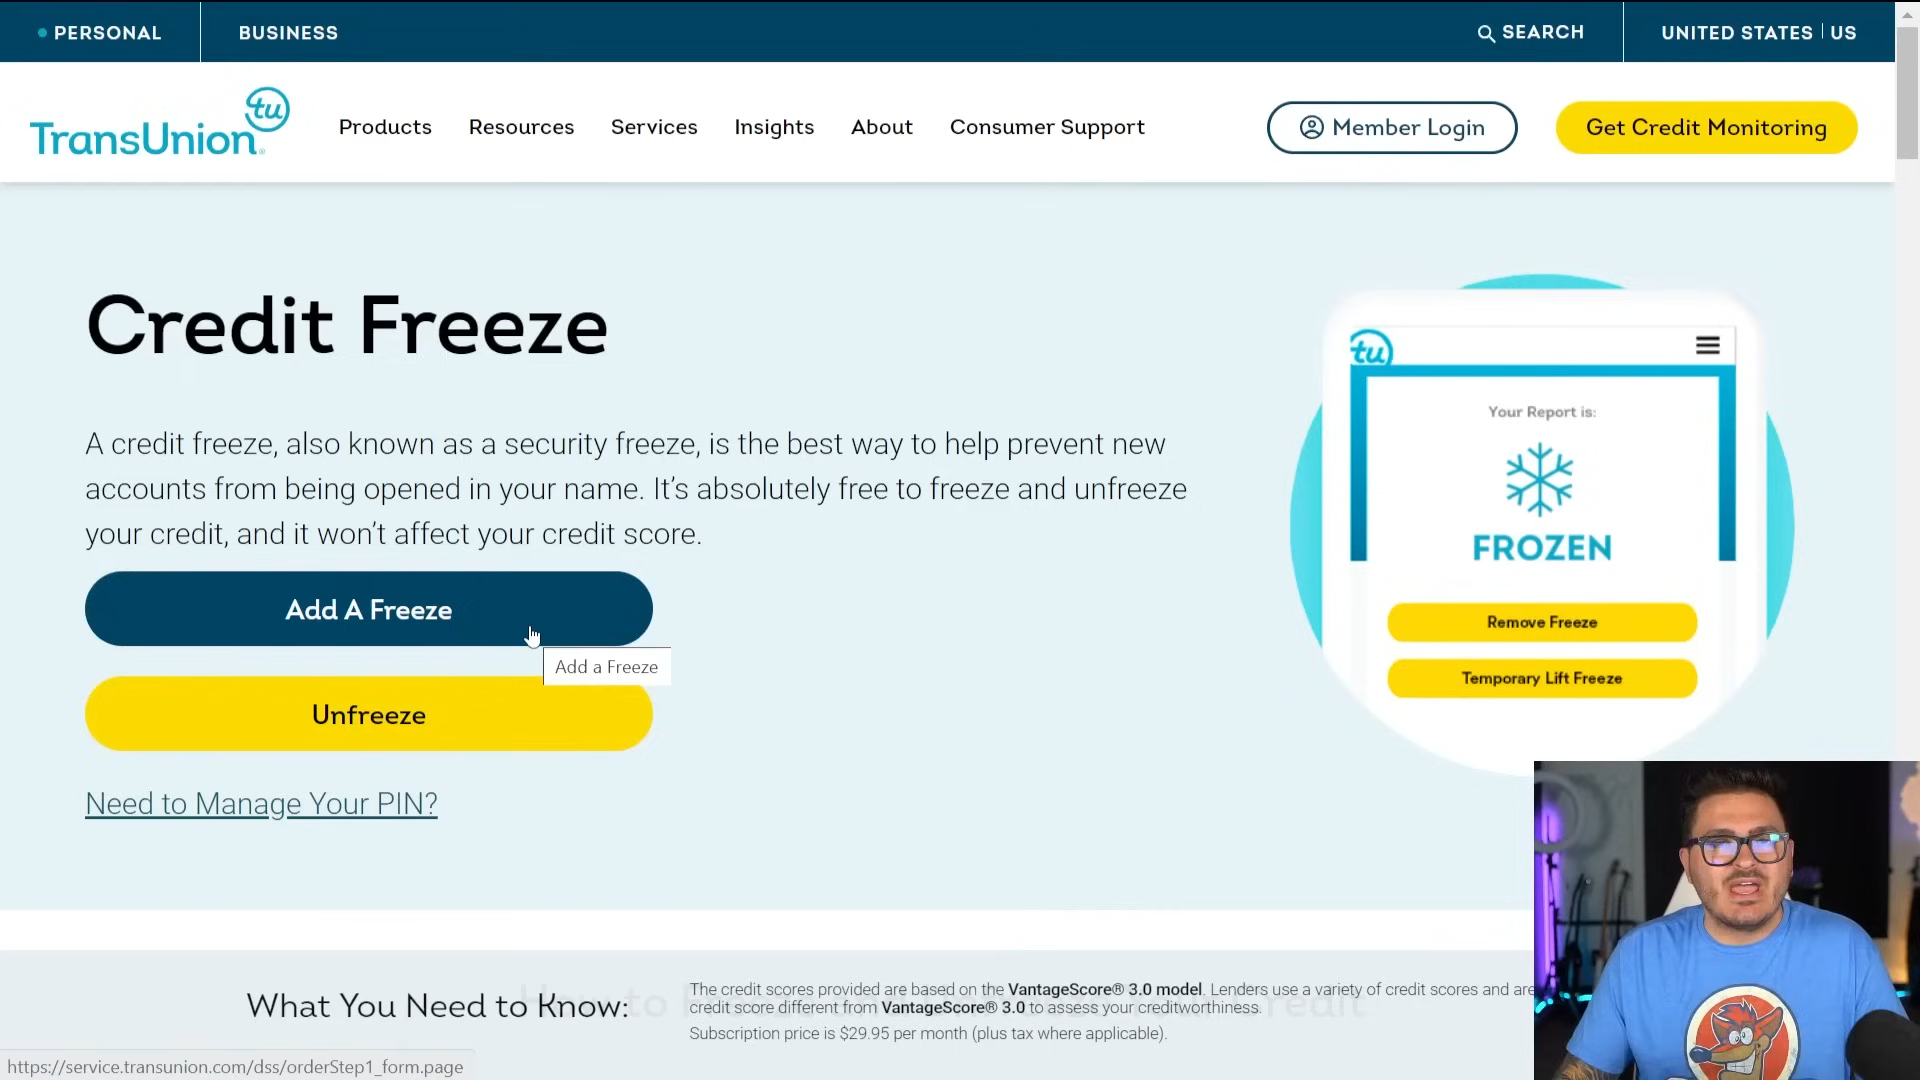 PERSONAL
BUSINESS
SEARCH
UNITED STATES | US
TransUnion
tu
Products
Resources
Services
Insights
About
Consumer Support
Member Login
Get Credit Monitoring
Credit Freeze
A credit freeze, also known as a security freeze, is the best way to help prevent new
accounts from being opened in your name. It’s absolutely free to freeze and unfreeze
your credit, and it won’t affect your credit score.
Add A Freeze
Add a Freeze
Unfreeze
Need to Manage Your PIN?
tu
Your Report is:
FROZEN
Remove Freeze
Temporary Lift Freeze
What You Need to Know:
The credit scores provided are based on the VantageScore® 3.0 model. Lenders use a variety of credit scores and are
credit score different from VantageScore® 3.0 to assess your creditworthiness.
Subscription price is $29.95 per month (plus tax where applicable).
https://service.transunion.com/dss/orderStep1_form.page